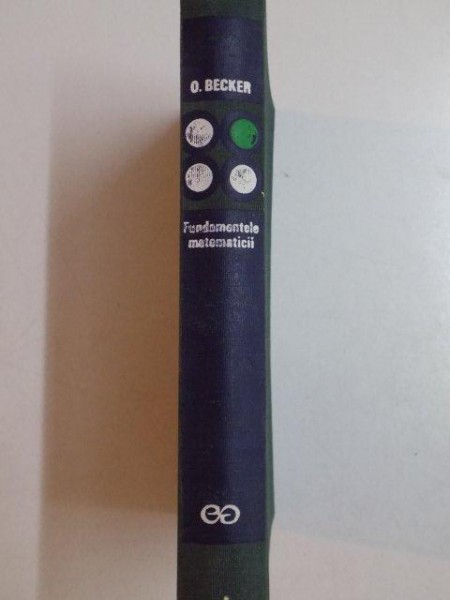 O. BECKER
Fundamentele
matematicii